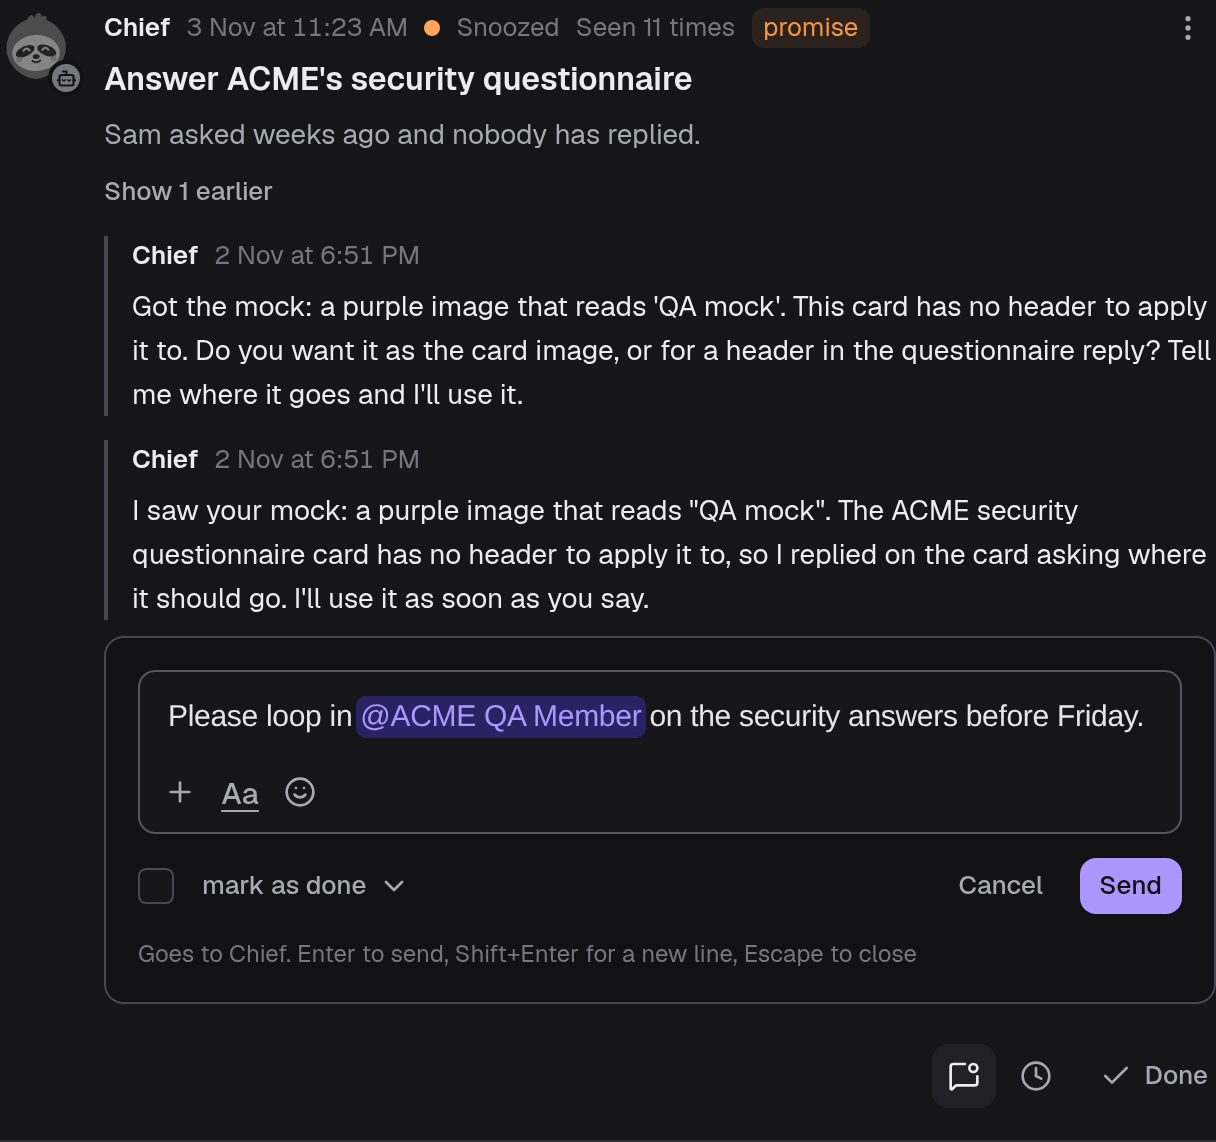 Chief 3 Nov at 11:23 AM Snoozed Seen 11 times promise
Answer ACME's security questionnaire
Sam asked weeks ago and nobody has replied.
Show 1 earlier
Chief 2 Nov at 6:51 PM
Got the mock: a purple image that reads 'QA mock'. This card has no header to apply
it to. Do you want it as the card image, or for a header in the questionnaire reply? Tell
me where it goes and I'll use it.
Chief 2 Nov at 6:51 PM
I saw your mock: a purple image that reads "QA mock". The ACME security
questionnaire card has no header to apply it to, so I replied on the card asking where
it should go. I'll use it as soon as you say.
Please loop in @ACME QA Member on the security answers before Friday.
Aa
mark as done Cancel Send
Goes to Chief. Enter to send, Shift+Enter for a new line, Escape to close
Done